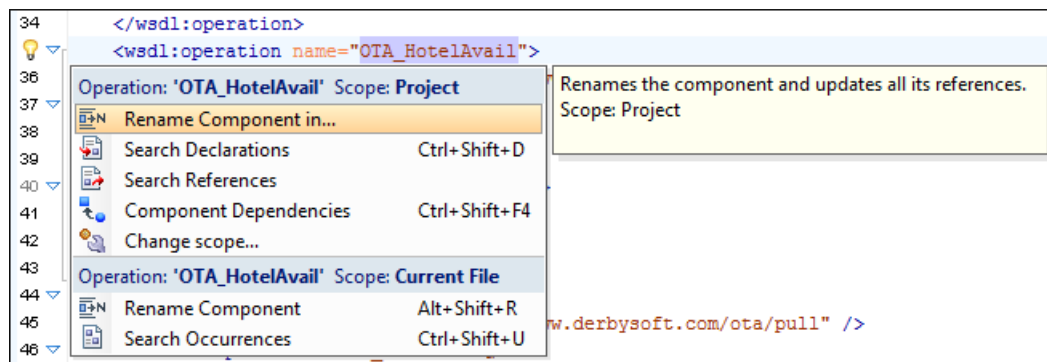 34 </wsdl:operation>
<wsdl:operation name="OTA_HotelAvail">
36
Operation: 'OTA_HotelAvail' Scope: Project
Renames the component and updates all its references.
Scope: Project
37
Rename Component in...
38
Search Declarations Ctrl+Shift+D
39
Search References
40
Component Dependencies Ctrl+Shift+F4
41
Change scope...
42
43
Operation: 'OTA_HotelAvail' Scope: Current File
44
Rename Component Alt+Shift+R
45 w.derbysoft.com/ota/pull" />
Search Occurrences Ctrl+Shift+U
46